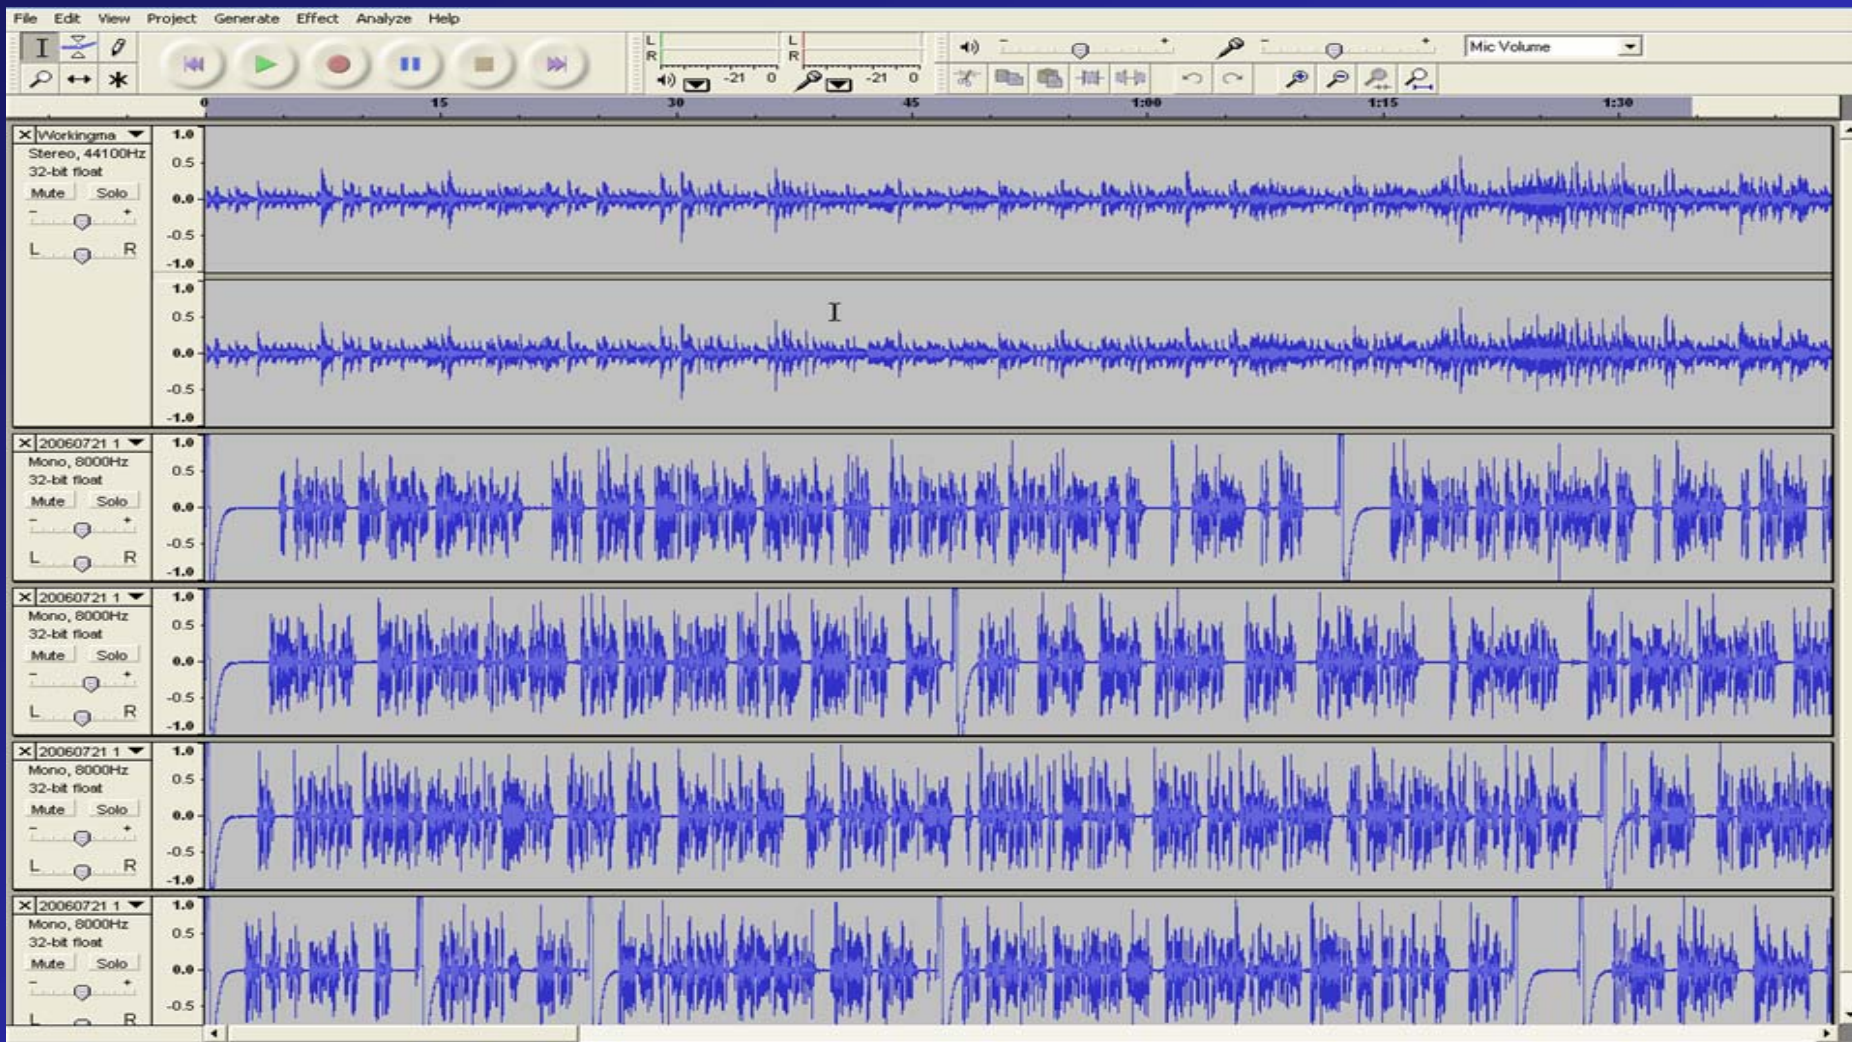 File Edit View Project Generate Effect Analyze Help
L
R
-21 0
L
R
-21 0
- +
- +
Mic Volume
0 15 30 45 1:00 1:15 1:30
Workingma
Stereo, 44100Hz
32-bit float
Mute Solo
- +
L R
1.0
0.5
0.0
-0.5
-1.0
1.0
0.5
0.0
-0.5
-1.0
20060721 1
Mono, 8000Hz
32-bit float
Mute Solo
- +
L R
1.0
0.5
0.0
-0.5
-1.0
20060721 1
Mono, 8000Hz
32-bit float
Mute Solo
- +
L R
1.0
0.5
0.0
-0.5
-1.0
20060721 1
Mono, 8000Hz
32-bit float
Mute Solo
- +
L R
1.0
0.5
0.0
-0.5
-1.0
20060721 1
Mono, 8000Hz
32-bit float
Mute Solo
- +
L R
1.0
0.5
0.0
-0.5